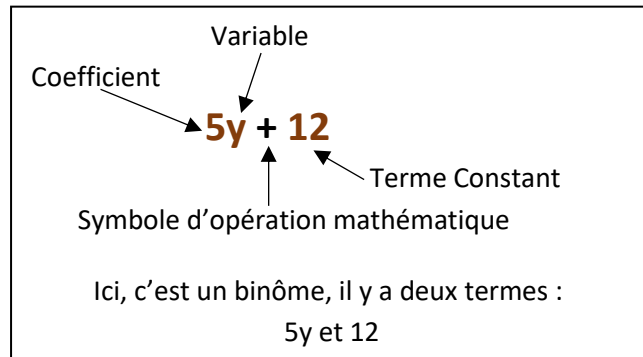 Variable
Coefficient
5y + 12
Terme Constant
Symbole d’opération mathématique
Ici, c’est un binôme, il y a deux termes :
5y et 12